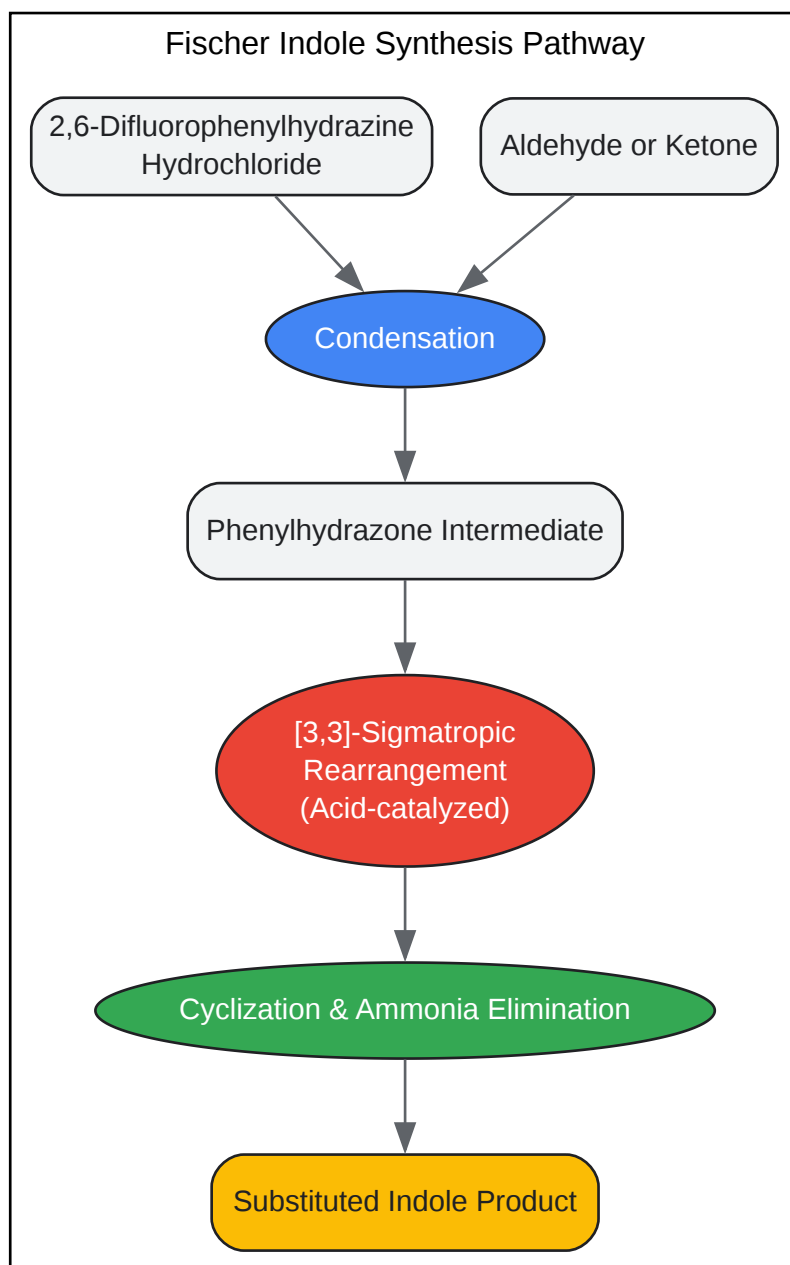 Fischer Indole Synthesis Pathway
2,6-Difluorophenylhydrazine
Hydrochloride
Aldehyde or Ketone
Condensation
Phenylhydrazone Intermediate
[3,3]-Sigmatropic
Rearrangement
(Acid-catalyzed)
Cyclization & Ammonia Elimination
Substituted Indole Product